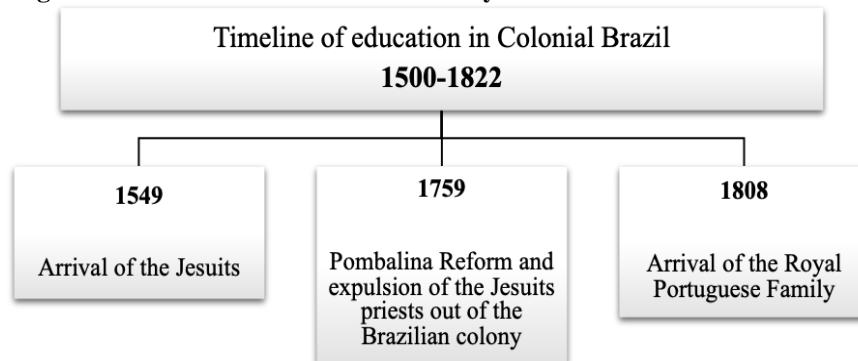 Timeline of education in Colonial Brazil
1500-1822
1549
Arrival of the Jesuits
1759
Pombalina Reform and
expulsion of the Jesuits
priests out of the
Brazilian colony
1808
Arrival of the Royal
Portuguese Family